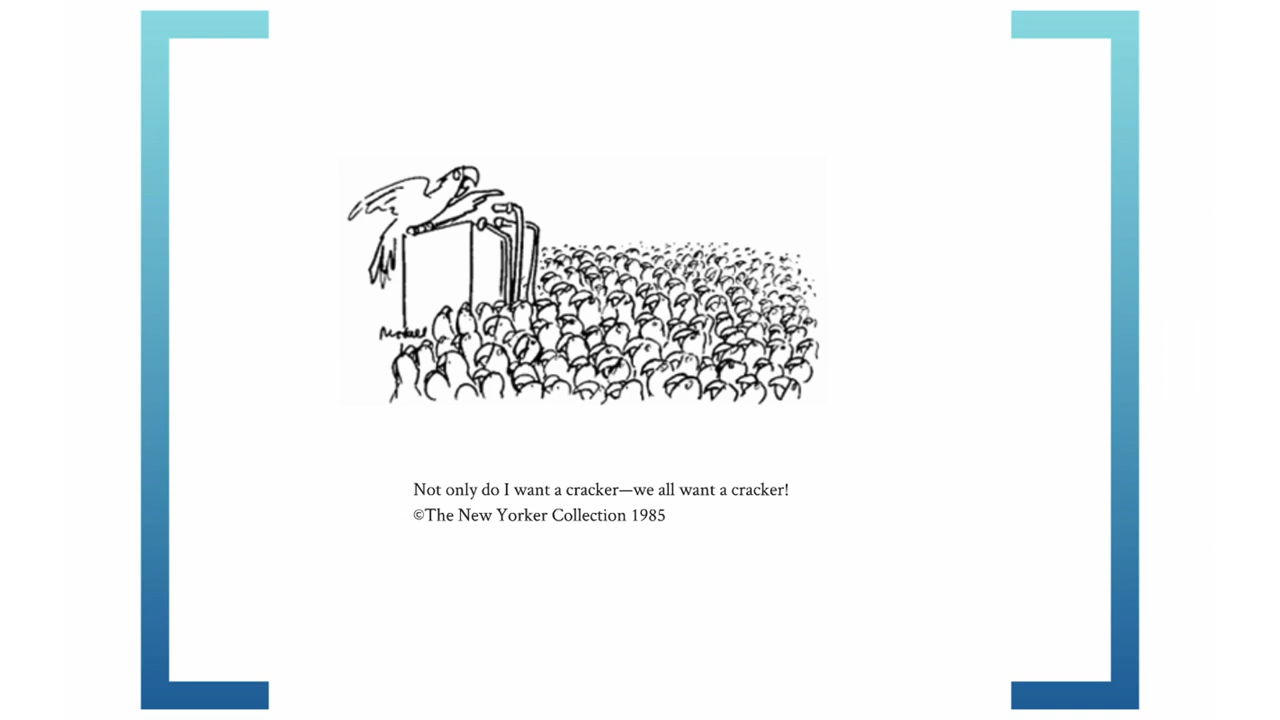 Not only do I want a cracker—we all want a cracker!
©The New Yorker Collection 1985